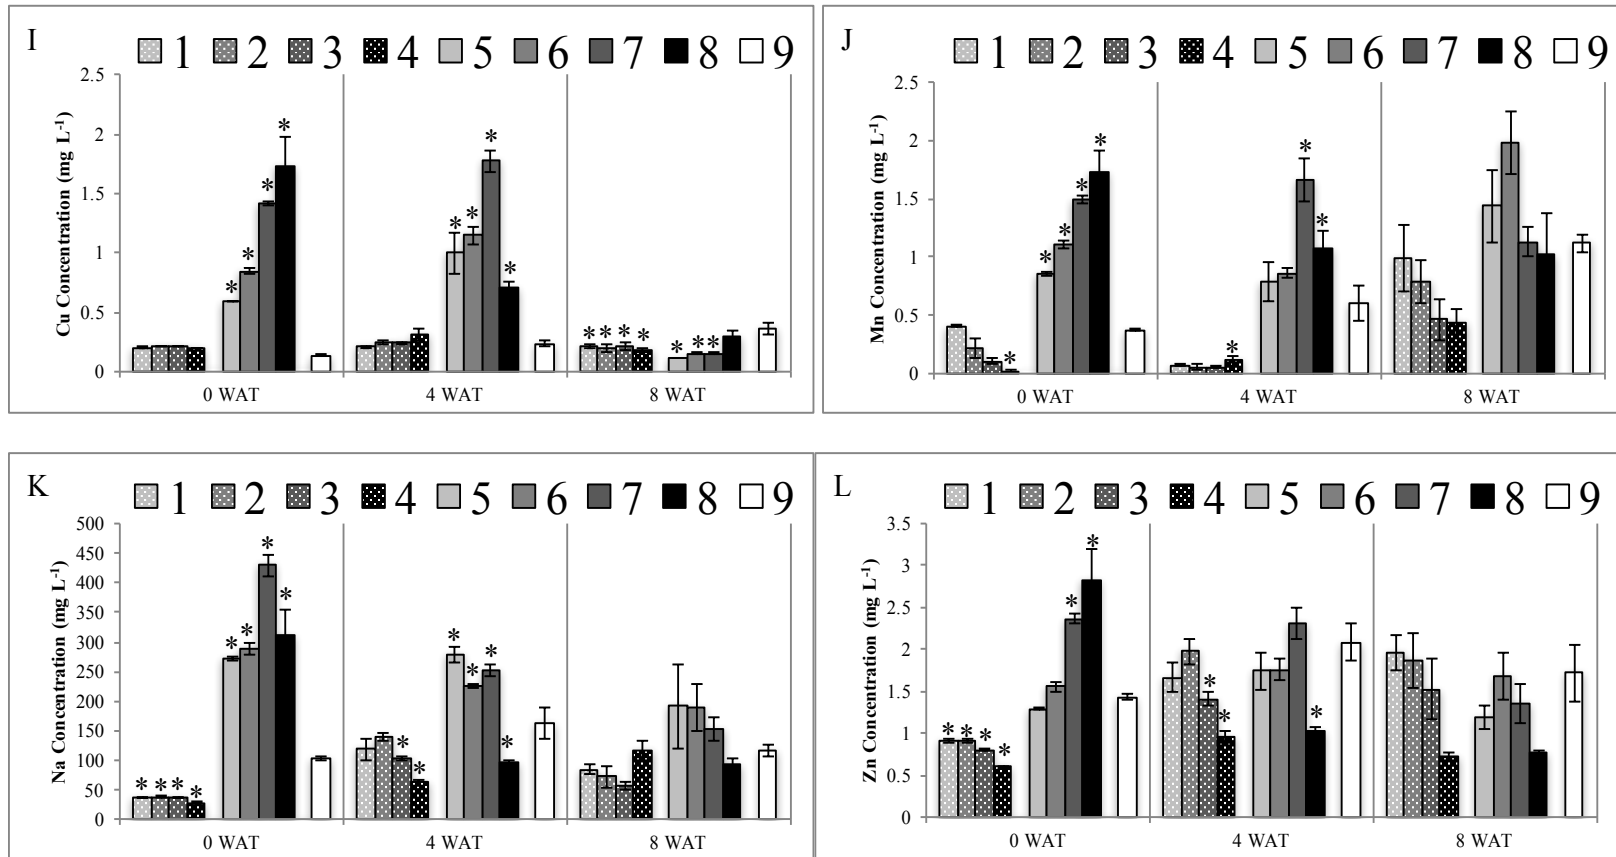 I
1 2 3 4 5 6 7 8 9
2.5
2
1.5
1
0.5
0
Cu Concentration (mg L-1)
* * * *
* * * *
**** * ** 
0 WAT 4 WAT 8 WAT
J
1 2 3 4 5 6 7 8 9
2.5
2
1.5
1
0.5
0
Mn Concentration (mg L-1)
* * * * *
* * *
0 WAT 4 WAT 8 WAT
K
1 2 3 4 5 6 7 8 9
500
450
400
350
300
250
200
150
100
50
0
Na Concentration (mg L-1)
* * * * * * * *
* * * * * *
0 WAT 4 WAT 8 WAT
L
1 2 3 4 5 6 7 8 9
3.5
3
2.5
2
1.5
1
0.5
0
Zn Concentration (mg L-1)
* * * * * *
* * *
0 WAT 4 WAT 8 WAT